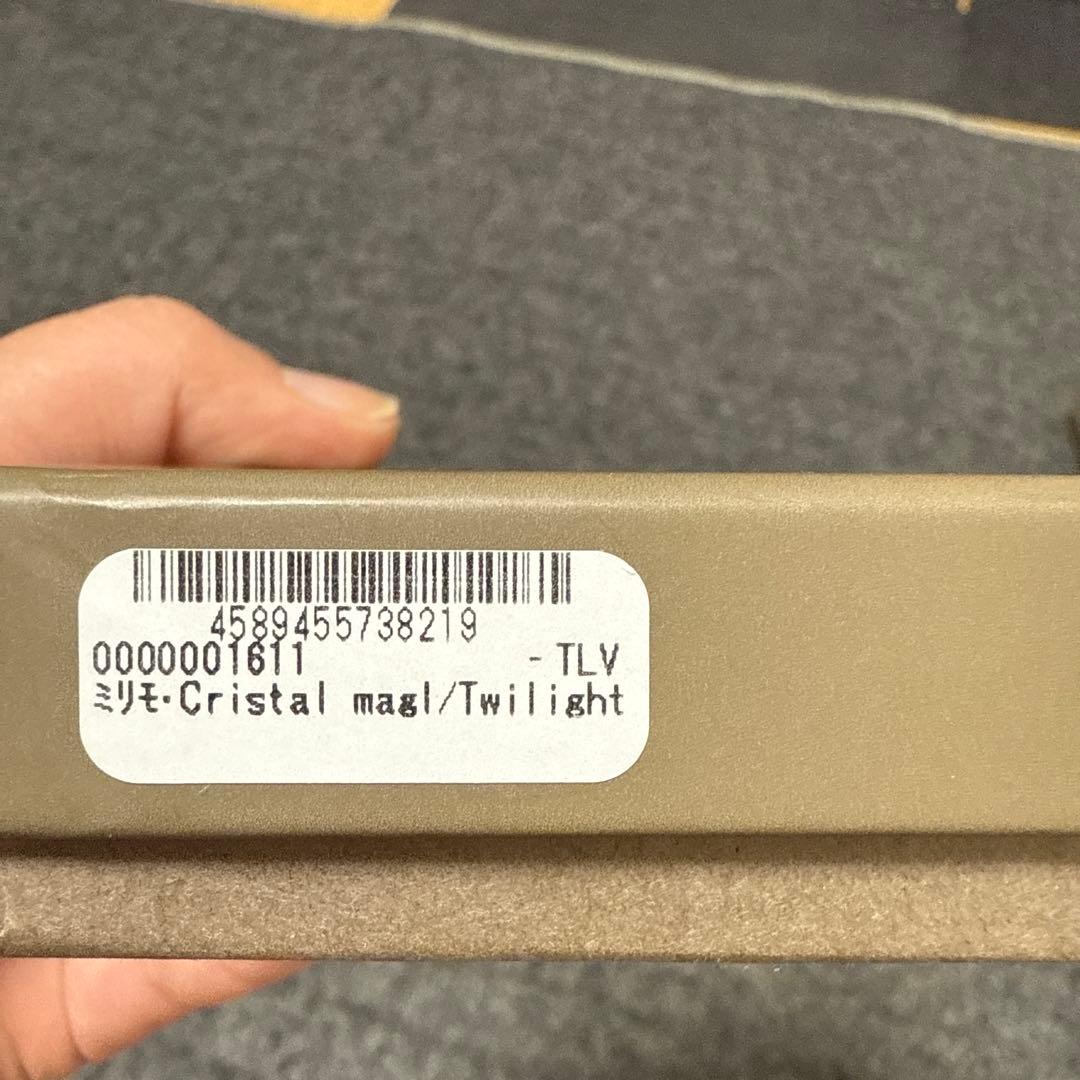 4589455738219
0000001611 -TLV
ミリモ・Cristal magl/Twilight